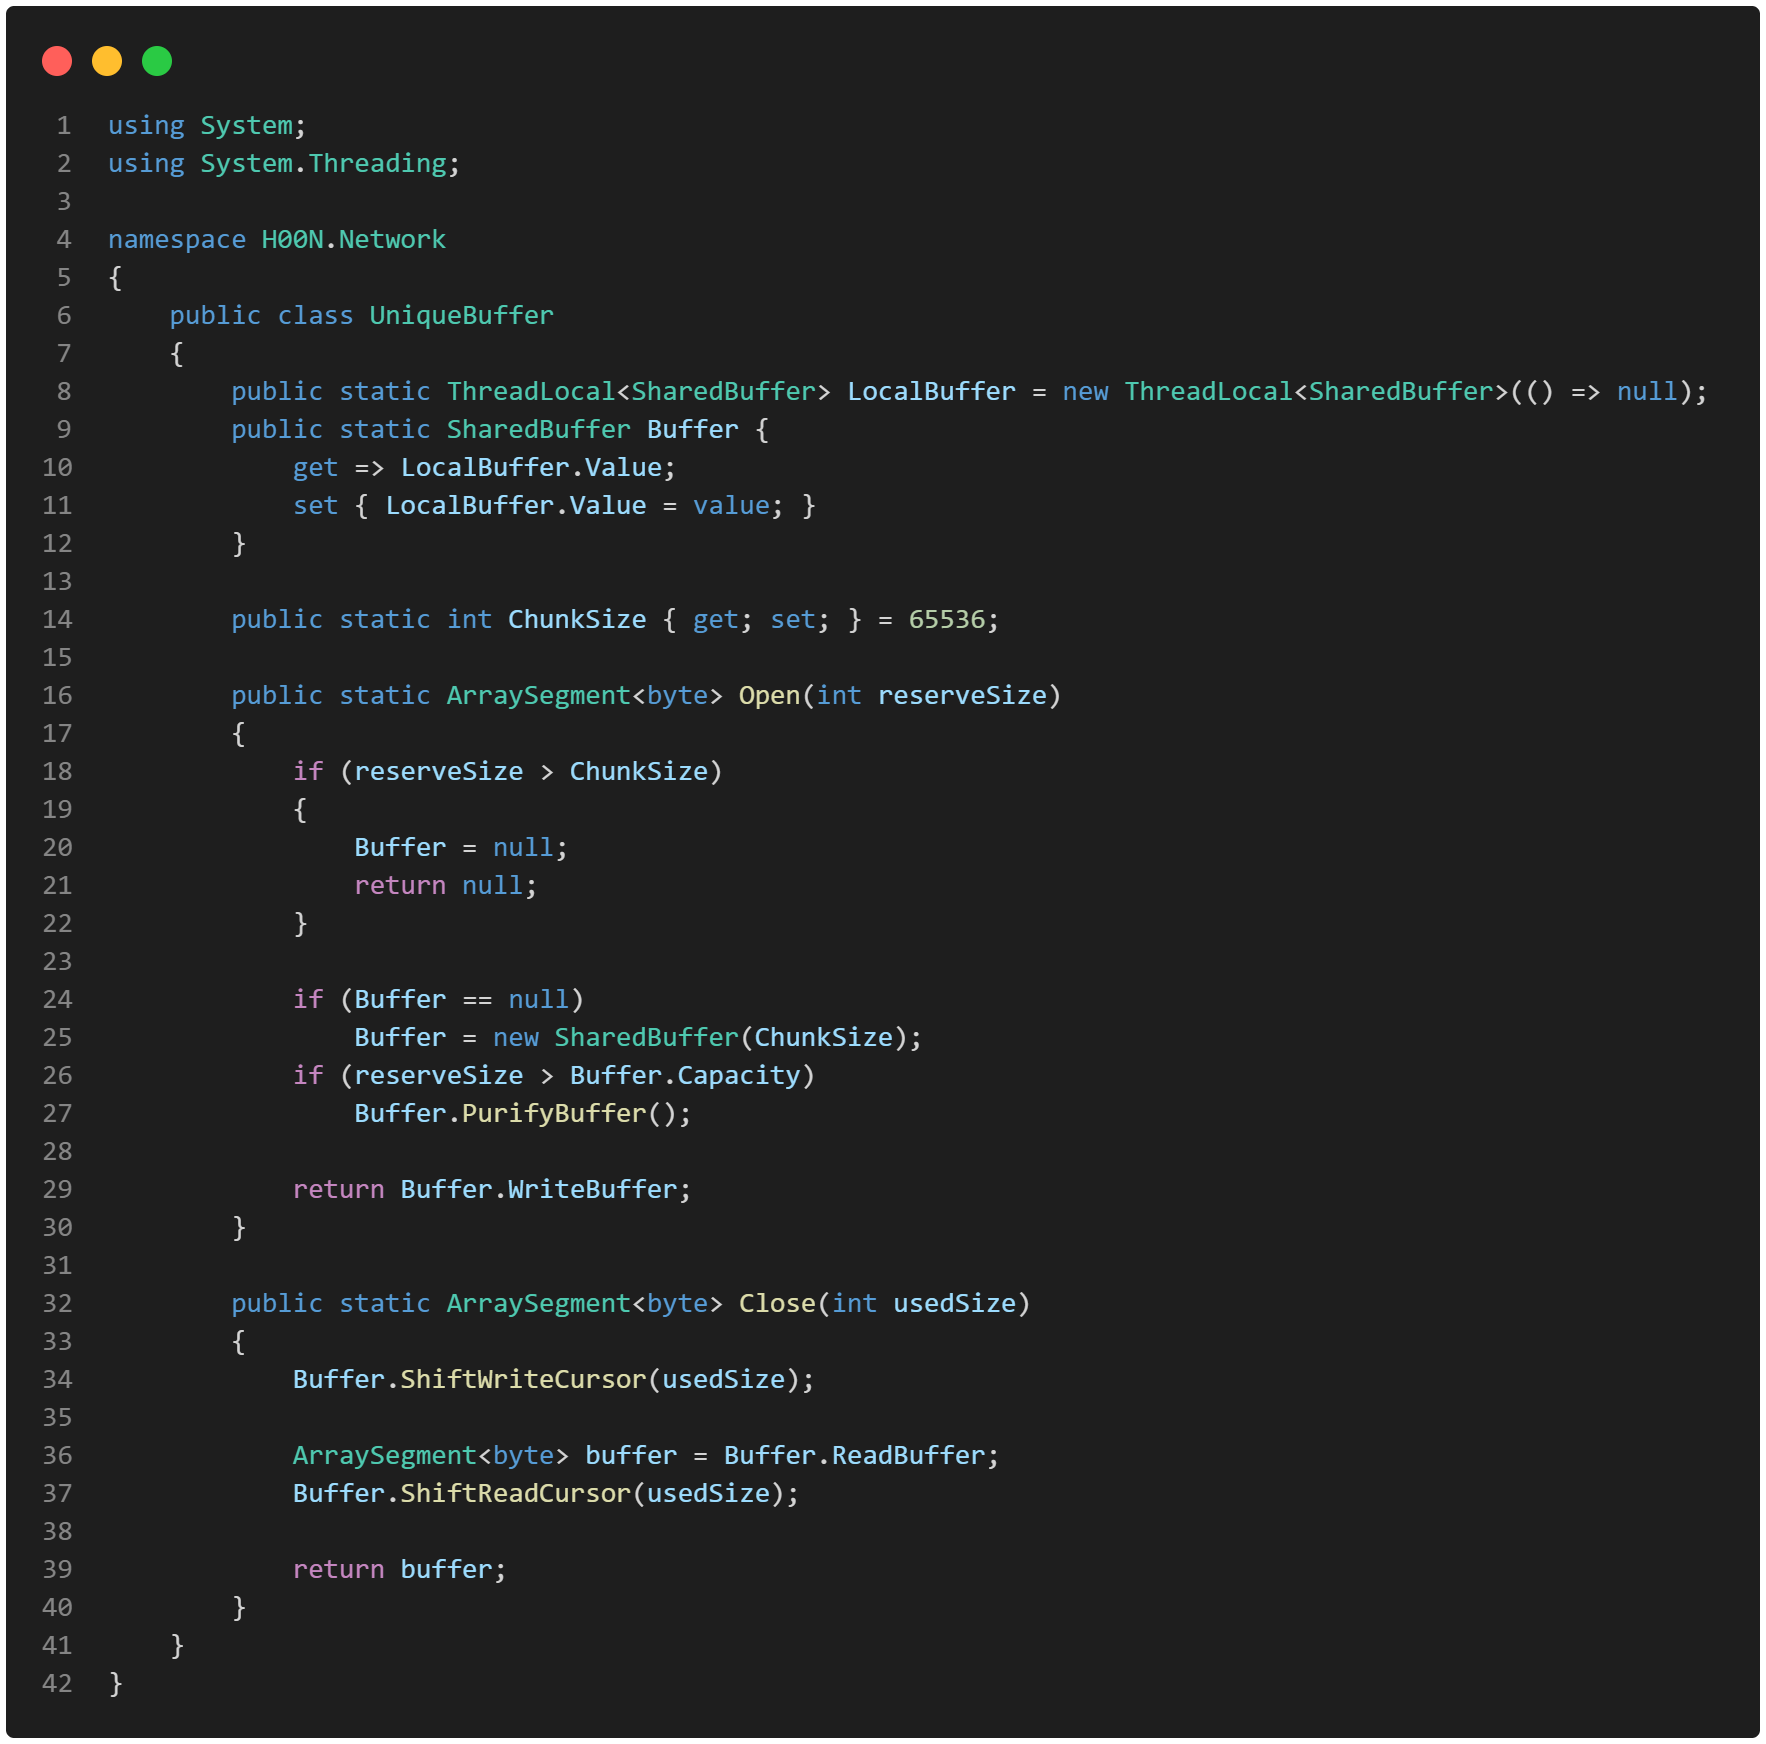 1 using System;
2 using System.Threading;
3
4 namespace H00N.Network
5 {
6     public class UniqueBuffer
7     {
8         public static ThreadLocal<SharedBuffer> LocalBuffer = new ThreadLocal<SharedBuffer>(() => null);
9         public static SharedBuffer Buffer {
10             get => LocalBuffer.Value;
11             set { LocalBuffer.Value = value; }
12         }
13
14         public static int ChunkSize { get; set; } = 65536;
15
16         public static ArraySegment<byte> Open(int reserveSize)
17         {
18             if (reserveSize > ChunkSize)
19             {
20                 Buffer = null;
21                 return null;
22             }
23
24             if (Buffer == null)
25                 Buffer = new SharedBuffer(ChunkSize);
26             if (reserveSize > Buffer.Capacity)
27                 Buffer.PurifyBuffer();
28
29             return Buffer.WriteBuffer;
30         }
31
32         public static ArraySegment<byte> Close(int usedSize)
33         {
34             Buffer.ShiftWriteCursor(usedSize);
35
36             ArraySegment<byte> buffer = Buffer.ReadBuffer;
37             Buffer.ShiftReadCursor(usedSize);
38
39             return buffer;
40         }
41     }
42 }